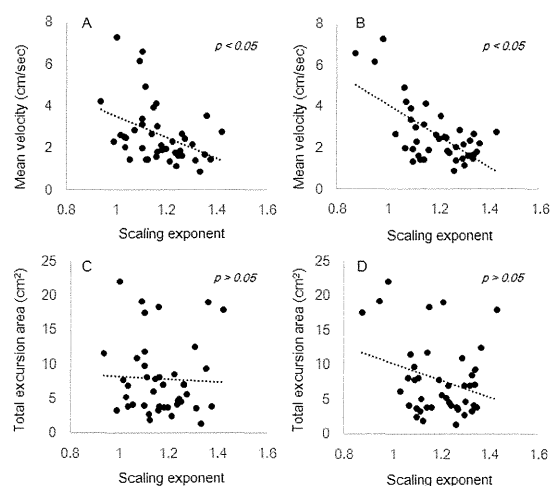 A
p < 0.05
Mean velocity (cm/sec)
8
6
4
2
0
0.8 1 1.2 1.4 1.6
Scaling exponent
B
p < 0.05
Mean velocity (cm/sec)
8
6
4
2
0
0.8 1 1.2 1.4 1.6
Scaling exponent
C
p > 0.05
Total excursion area (cm²)
25
20
15
10
5
0
0.8 1 1.2 1.4 1.6
Scaling exponent
D
p > 0.05
Total excursion area (cm²)
25
20
15
10
5
0
0.8 1 1.2 1.4 1.6
Scaling exponent